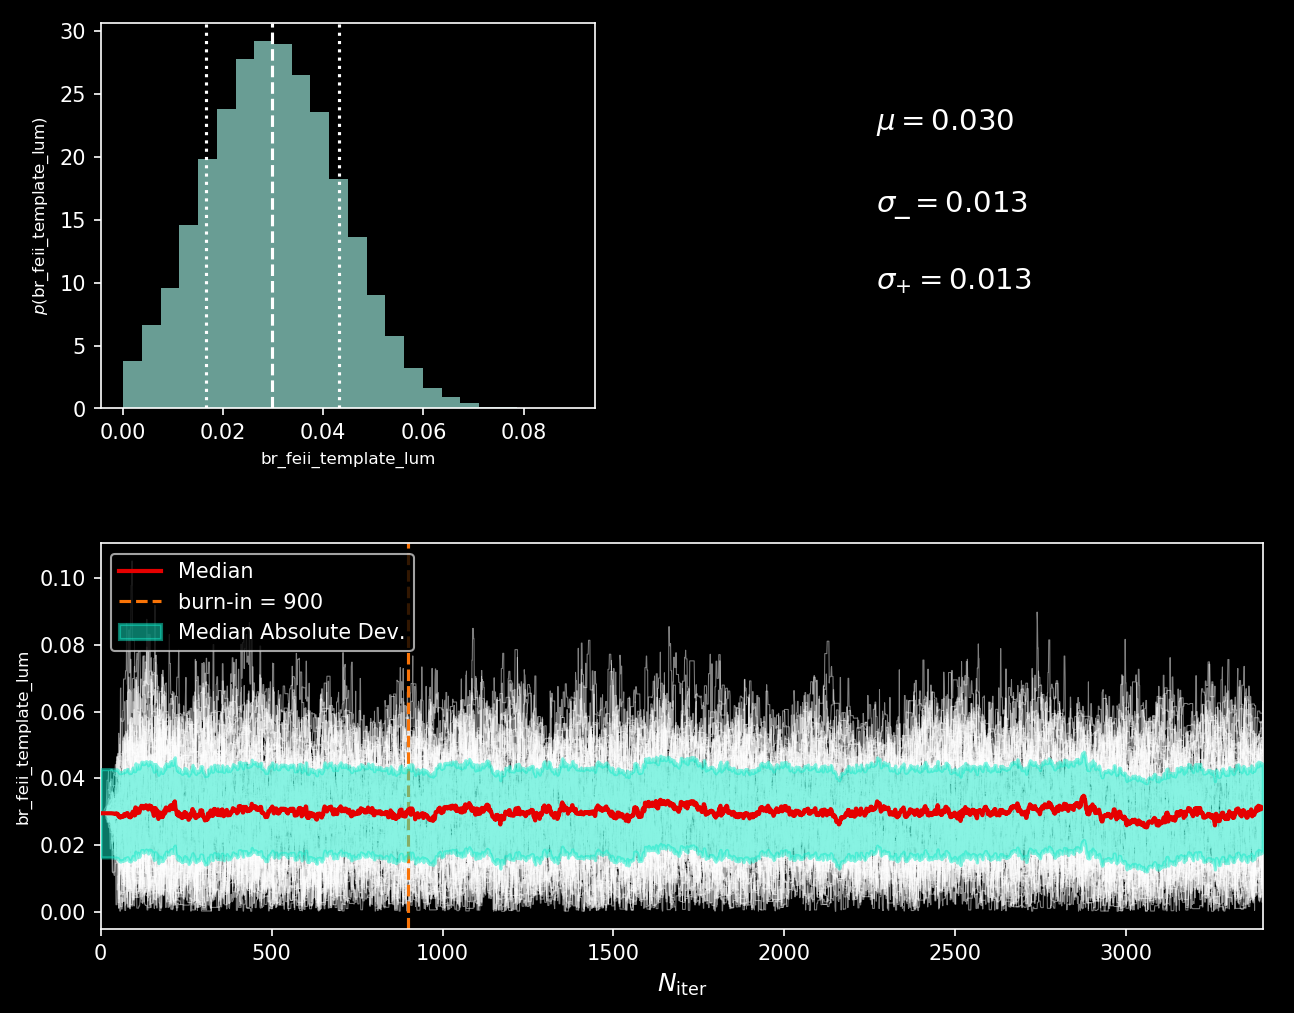 30
25
20
15
10
5
0
p(br_feii_template_lum)
0.00 0.02 0.04 0.06 0.08
br_feii_template_lum
μ = 0.030
σ₋ = 0.013
σ₊ = 0.013
Median
burn-in = 900
Median Absolute Dev.
0.10
0.08
0.06
0.04
0.02
0.00
br_feii_template_lum
0 500 1000 1500 2000 2500 3000
N_iter